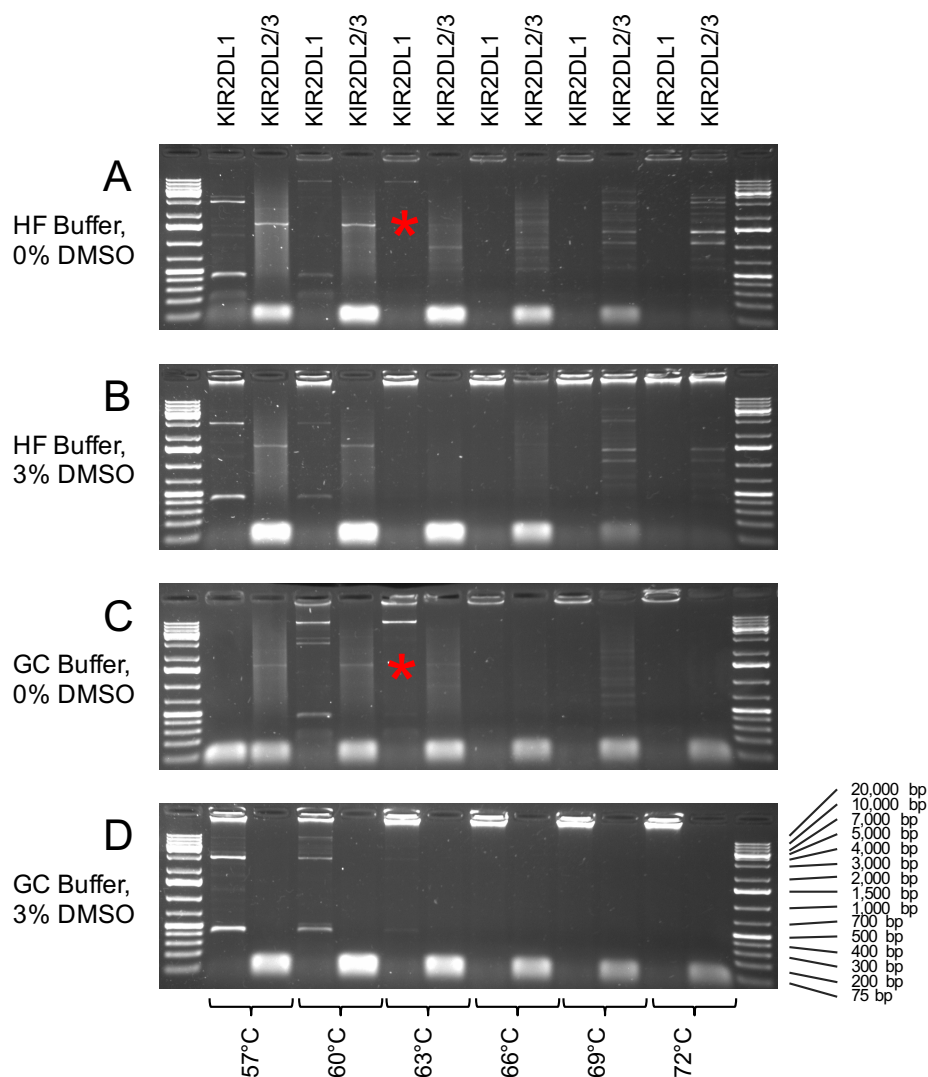 KIR2DL1
KIR2DL2/3
KIR2DL1
KIR2DL2/3
KIR2DL1
KIR2DL2/3
KIR2DL1
KIR2DL2/3
KIR2DL1
KIR2DL2/3
KIR2DL1
KIR2DL2/3
A
HF Buffer,
0% DMSO
*
B
HF Buffer,
3% DMSO
C
GC Buffer,
0% DMSO
*
D
GC Buffer,
3% DMSO
20,000 bp
10,000 bp
7,000 bp
5,000 bp
4,000 bp
3,000 bp
2,000 bp
1,500 bp
1,000 bp
700 bp
500 bp
400 bp
300 bp
200 bp
75 bp
57°C
60°C
63°C
66°C
69°C
72°C